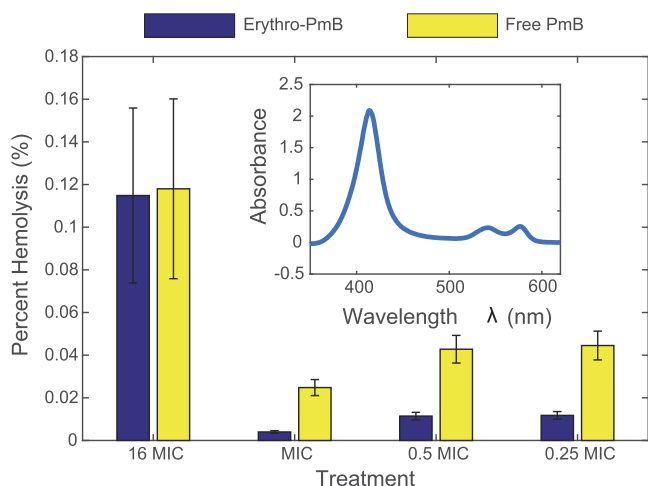 Erythro-PmB
Free PmB
0.18
0.16
0.14
0.12
0.1
0.08
0.06
0.04
0.02
0
Percent Hemolysis (%)
2.5
2
1.5
1
0.5
0
-0.5
Absorbance
400
500
600
Wavelength λ (nm)
16 MIC
MIC
0.5 MIC
0.25 MIC
Treatment